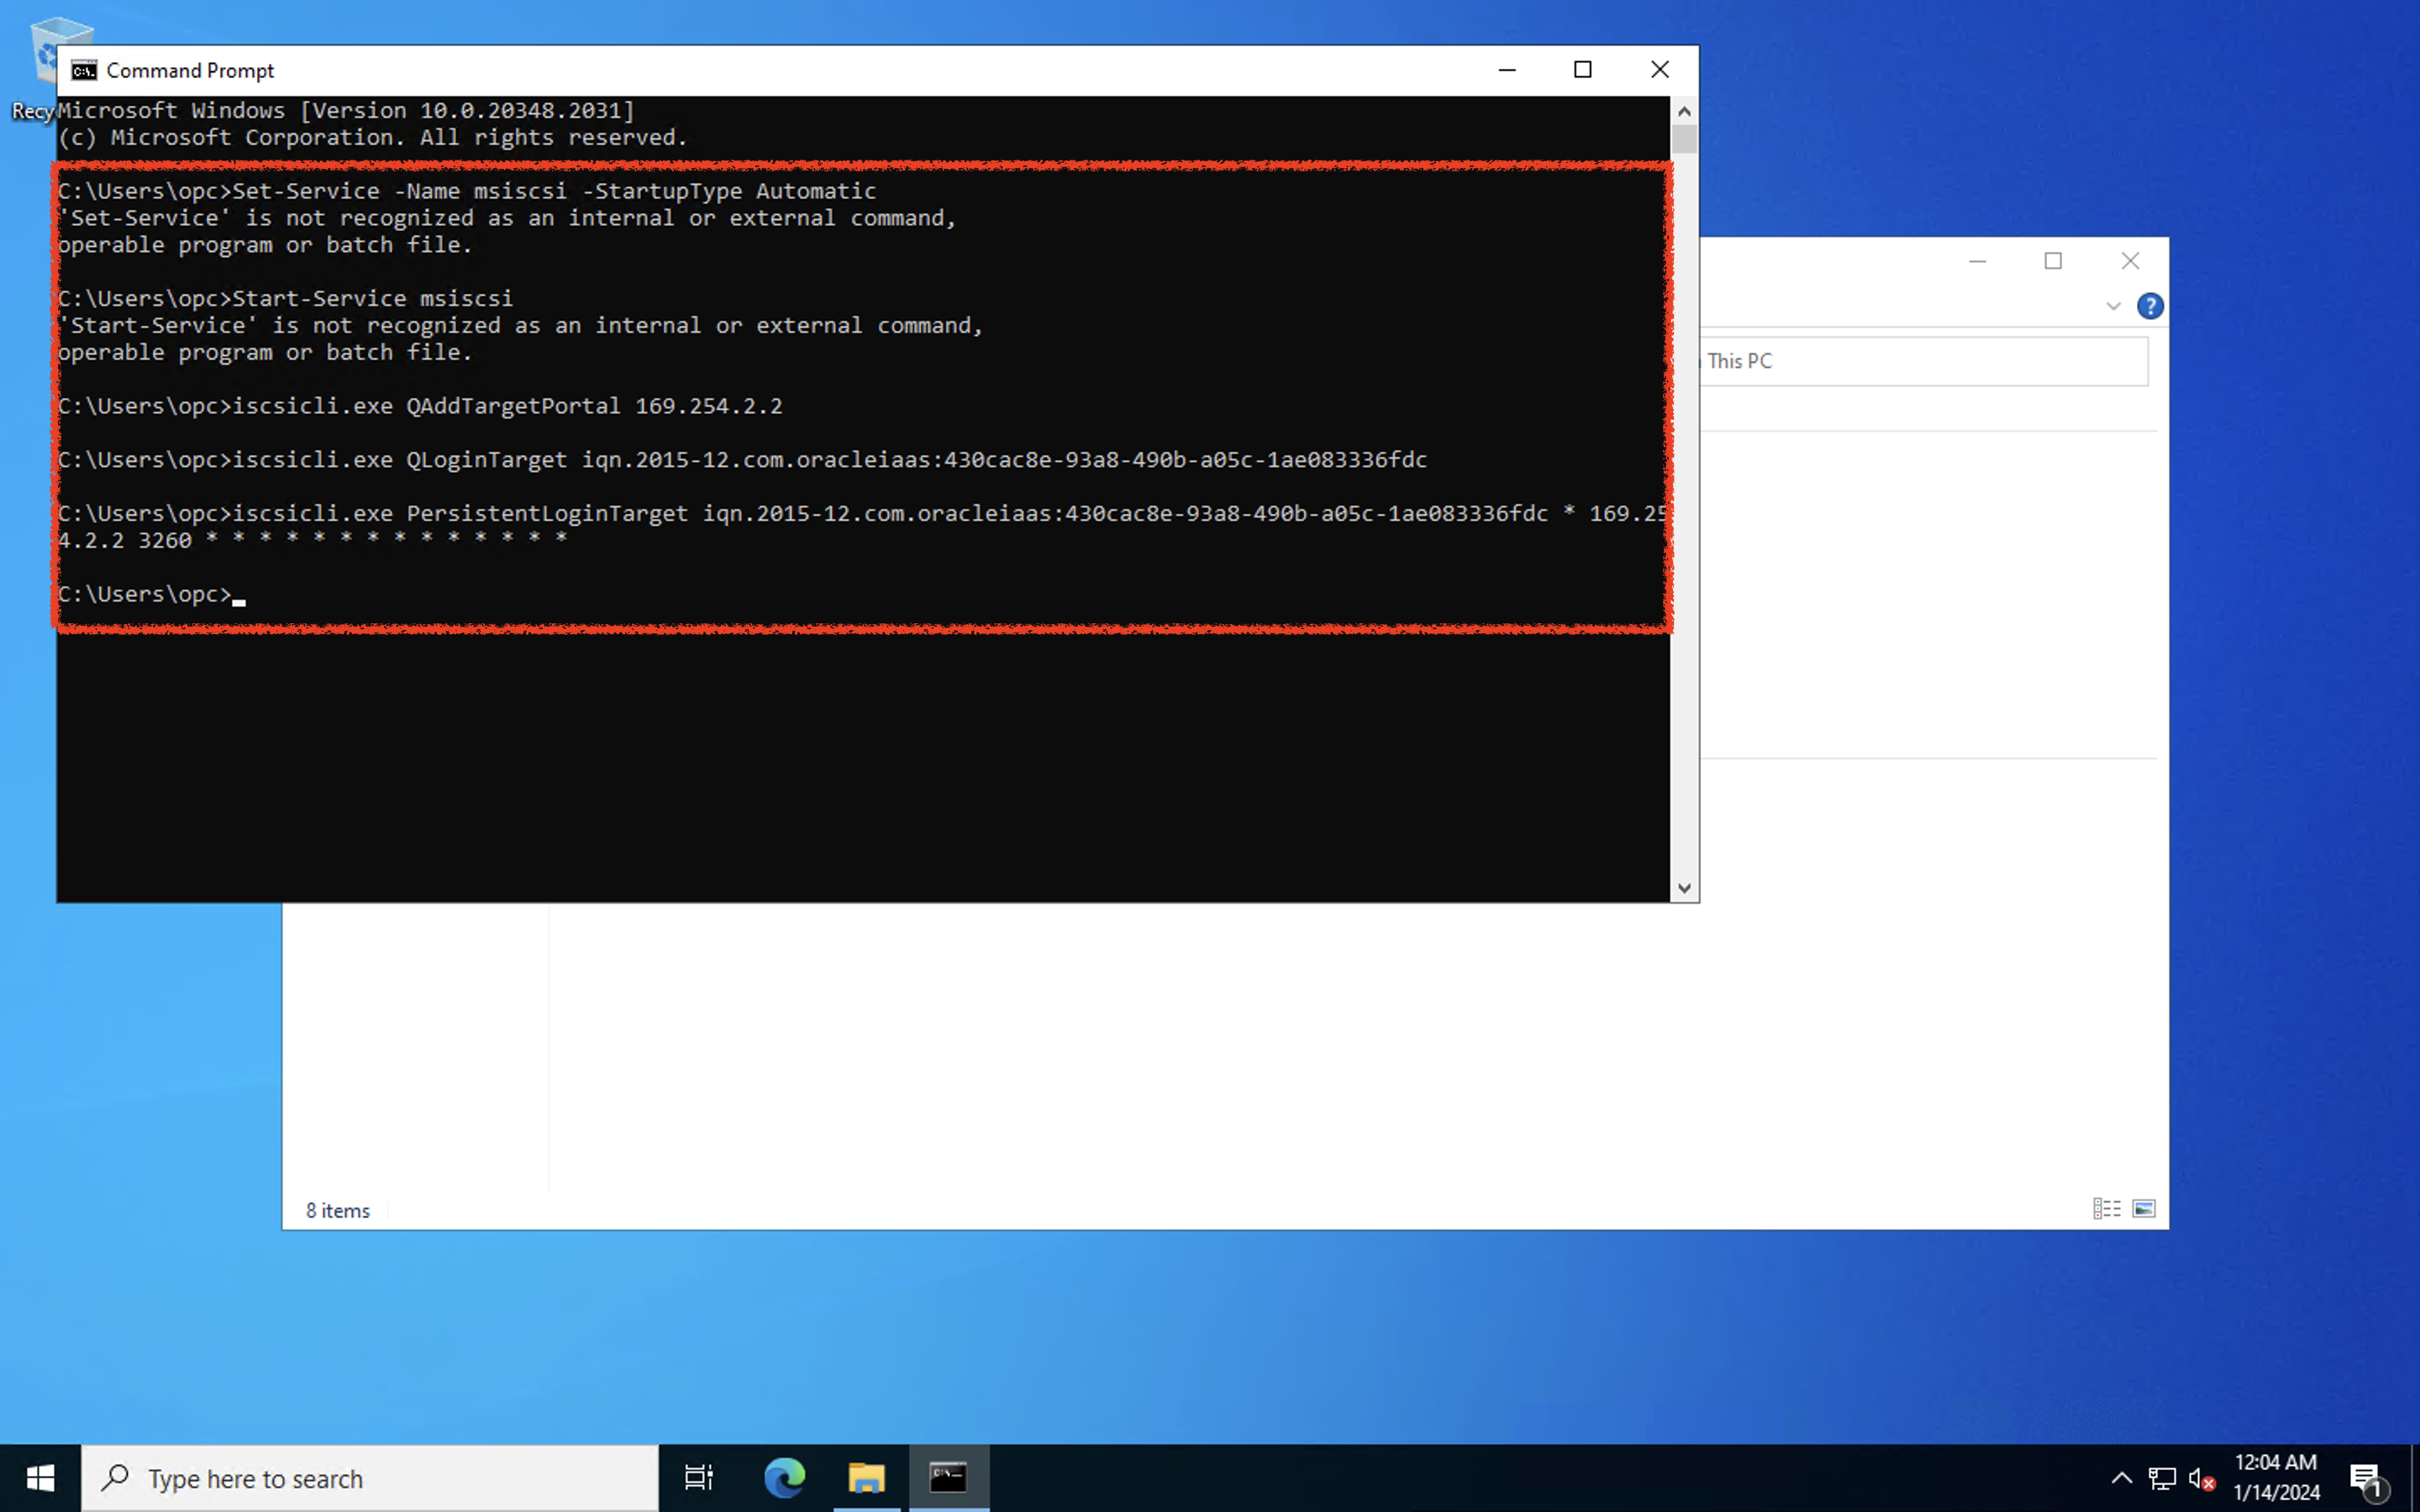 Command Prompt
Recy
Microsoft Windows [Version 10.0.20348.2031]
(c) Microsoft Corporation. All rights reserved.
C:\Users\opc>Set-Service -Name msiscsi -StartupType Automatic
'Set-Service' is not recognized as an internal or external command,
operable program or batch file.
C:\Users\opc>Start-Service msiscsi
'Start-Service' is not recognized as an internal or external command,
operable program or batch file.
C:\Users\opc>iscsicli.exe QAddTargetPortal 169.254.2.2
C:\Users\opc>iscsicli.exe QLoginTarget iqn.2015-12.com.oracleiaas:430cac8e-93a8-490b-a05c-1ae083336fdc
C:\Users\opc>iscsicli.exe PersistentLoginTarget iqn.2015-12.com.oracleiaas:430cac8e-93a8-490b-a05c-1ae083336fdc * 169.25
4.2.2 3260 * * * * * * * * * * * * * *
C:\Users\opc>
This PC
8 items
Type here to search
12:04 AM
1/14/2024
1